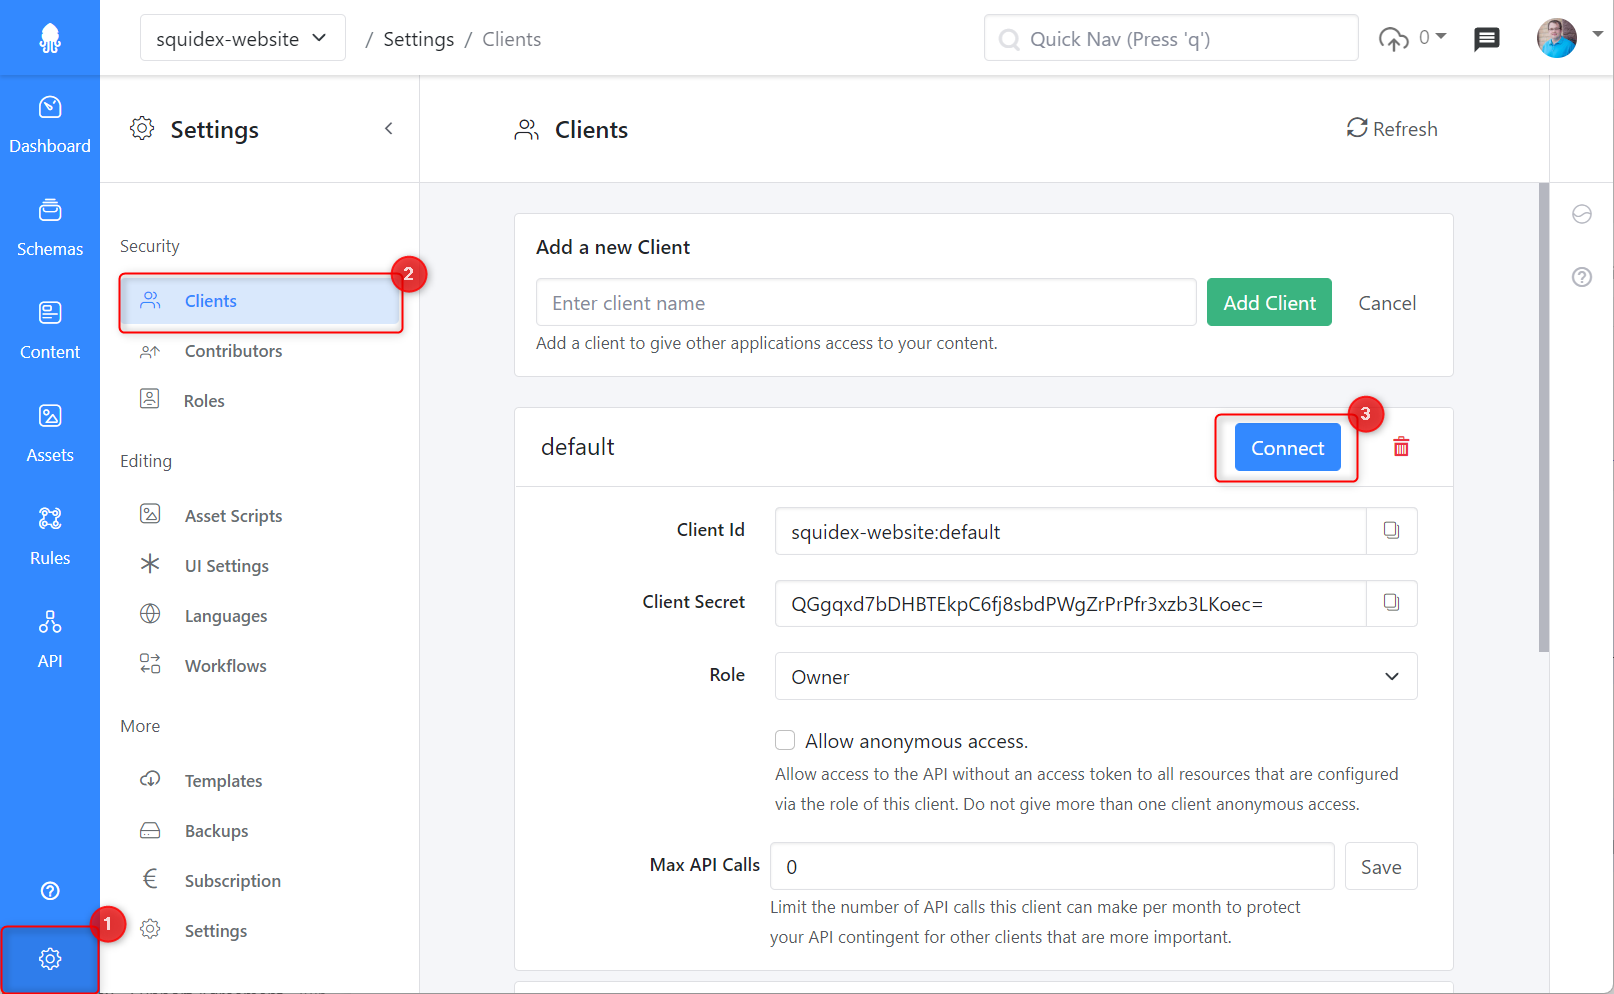 squidex-website
/ Settings / Clients
Quick Nav (Press 'q')
0
Dashboard
Schemas
Content
Assets
Rules
API
1
Settings
Security
2
Clients
Contributors
Roles
Editing
Asset Scripts
UI Settings
Languages
Workflows
More
Templates
Backups
Subscription
Settings
Clients
Refresh
Add a new Client
Enter client name
Add Client
Cancel
Add a client to give other applications access to your content.
default
3
Connect
Client Id
squidex-website:default
Client Secret
QGgqxd7bDHBTEkpC6fj8sbdPWgZrPrPfr3xzb3LKoec=
Role
Owner
Allow anonymous access.
Allow access to the API without an access token to all resources that are configured
via the role of this client. Do not give more than one client anonymous access.
Max API Calls
0
Save
Limit the number of API calls this client can make per month to protect
your API contingent for other clients that are more important.